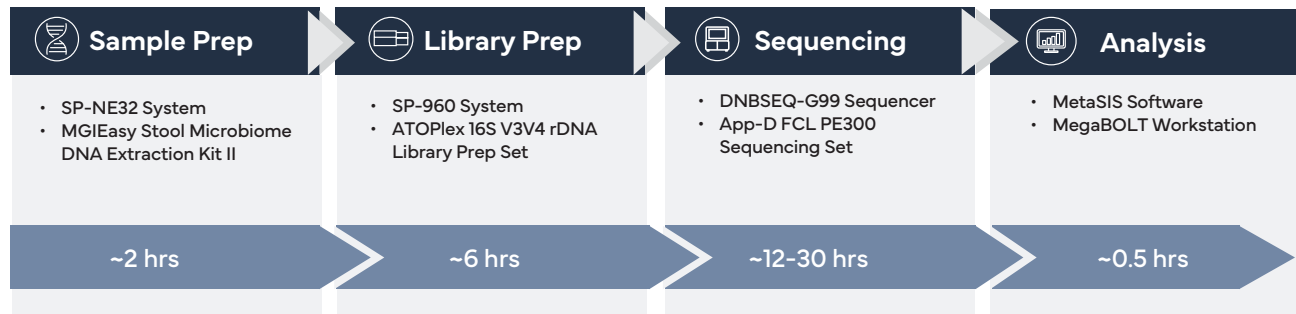 Sample Prep
Library Prep
Sequencing
Analysis
• SP-NE32 System
• MGIEasy Stool Microbiome
DNA Extraction Kit II
• SP-960 System
• ATOPlex 16S V3V4 rDNA
Library Prep Set
• DNBSEQ-G99 Sequencer
• App-D FCL PE300
Sequencing Set
• MetaSIS Software
• MegaBOLT Workstation
~2 hrs
~6 hrs
~12-30 hrs
~0.5 hrs